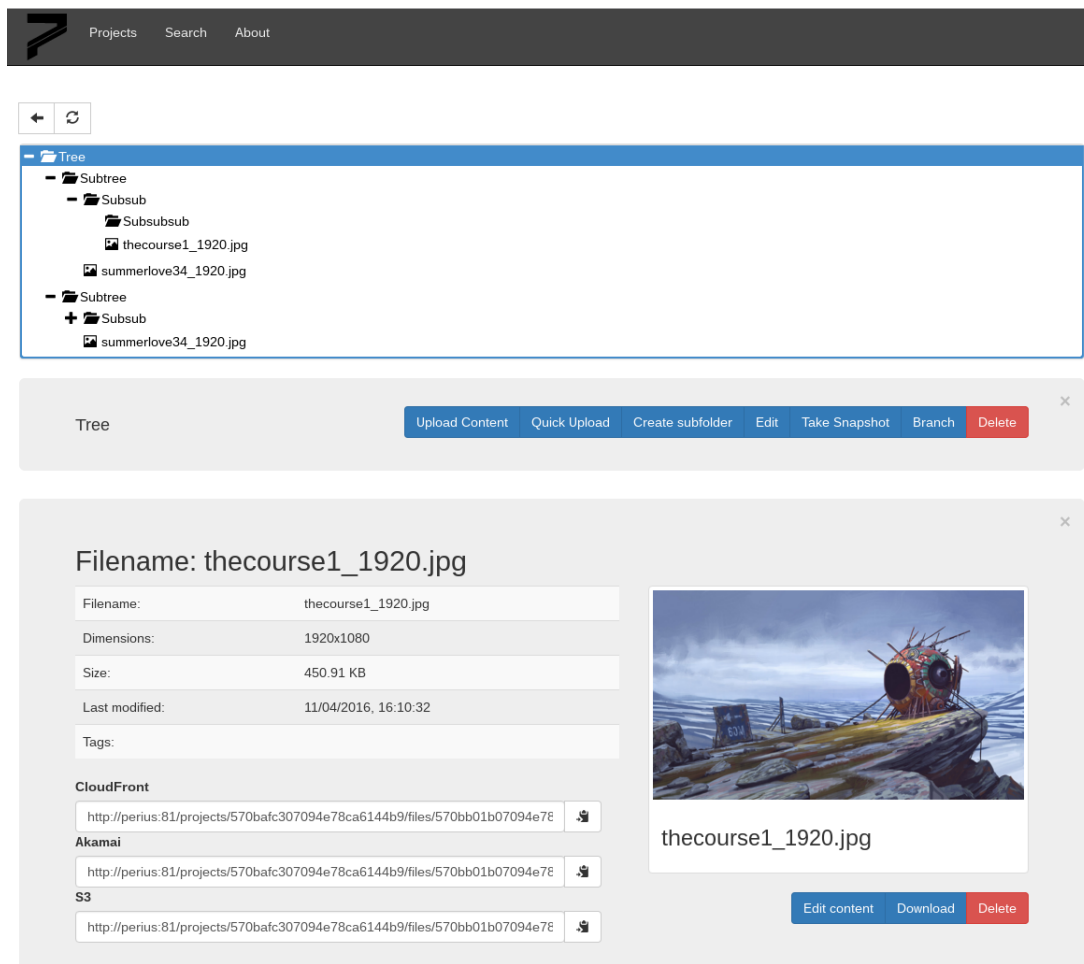 Projects Search About
Tree
Subtree
Subsub
Subsubsub
thecourse1_1920.jpg
summerlove34_1920.jpg
Subtree
Subsub
summerlove34_1920.jpg
×
Tree Upload Content Quick Upload Create subfolder Edit Take Snapshot Branch Delete
×
Filename: thecourse1_1920.jpg
Filename: thecourse1_1920.jpg
Dimensions: 1920x1080
Size: 450.91 KB
Last modified: 11/04/2016, 16:10:32
Tags:
CloudFront
http://perius:81/projects/570bafc307094e78ca6144b9/files/570bb01b07094e78
Akamai
http://perius:81/projects/570bafc307094e78ca6144b9/files/570bb01b07094e78
S3
http://perius:81/projects/570bafc307094e78ca6144b9/files/570bb01b07094e78
thecourse1_1920.jpg
Edit content Download Delete